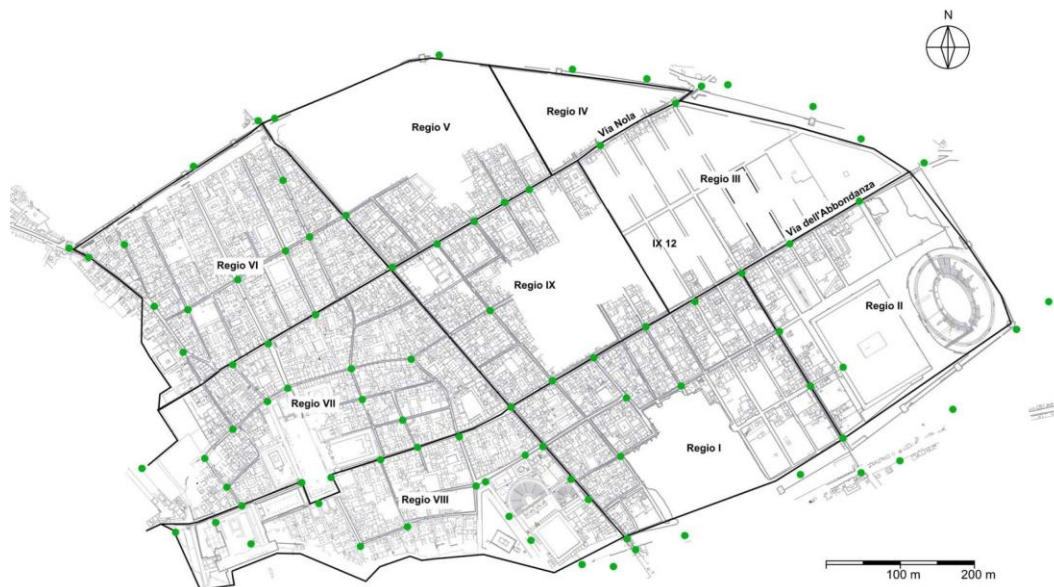 N
Regio IV
Via Nola
Regio V
Regio III
Via dell'Abbondanza
IX 12
Regio VI
Regio IX
Regio II
Regio VII
Regio I
Regio VIII
100 m
200 m